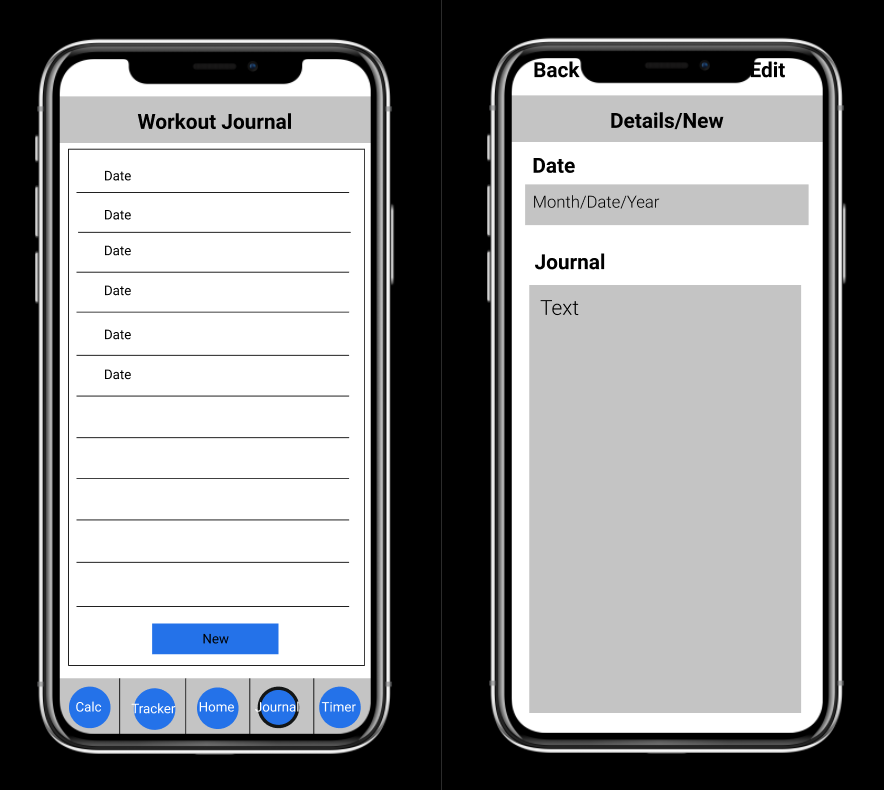 Workout Journal
Date
Date
Date
Date
Date
Date
New
Calc
Tracker
Home
Journal
Timer
Back
Edit
Details/New
Date
Month/Date/Year
Journal
Text